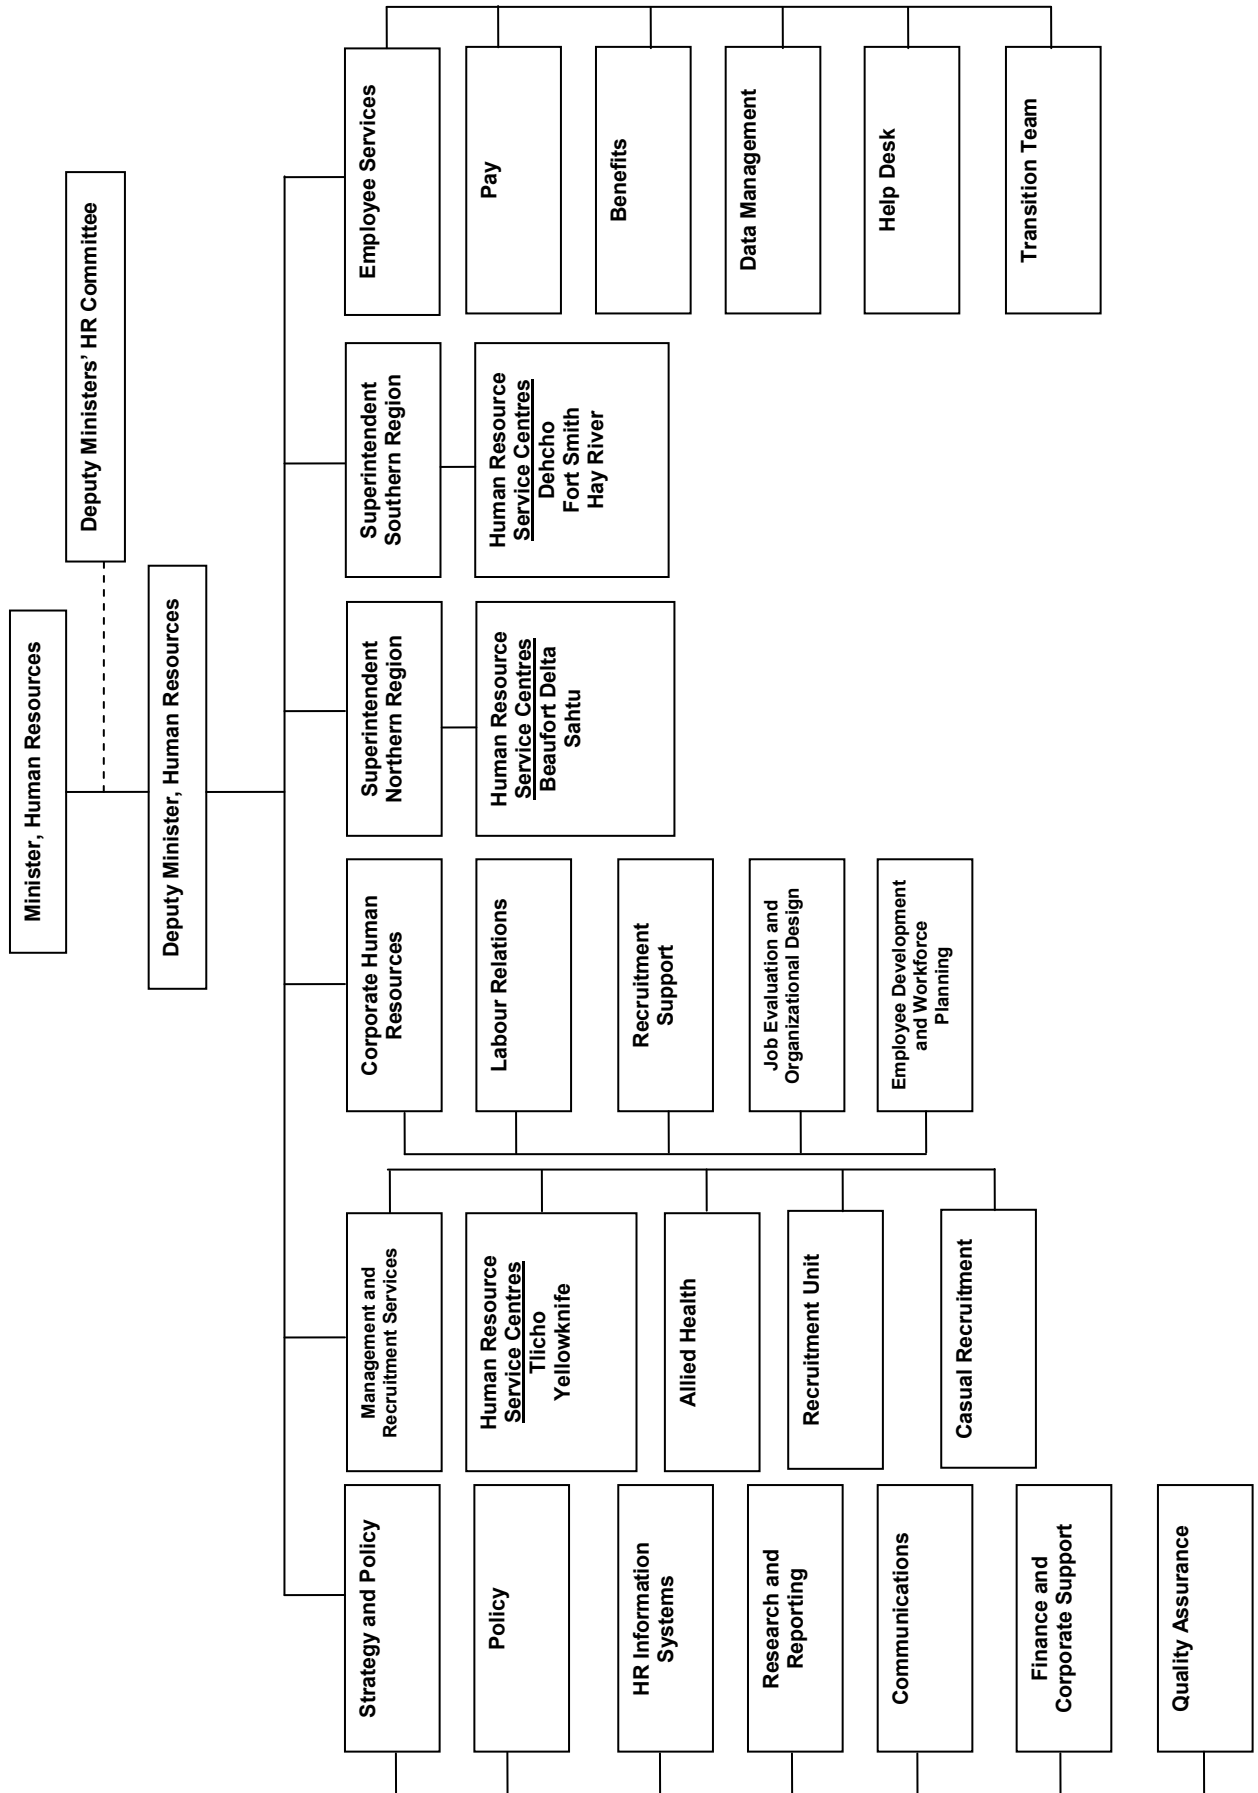 Minister, Human Resources
Deputy Ministers' HR Committee
Deputy Minister, Human Resources
Strategy and Policy
Policy
HR Information
Systems
Research and
Reporting
Communications
Finance and
Corporate Support
Quality Assurance
Management and
Recruitment Services
Human Resource
Service Centres
Tlicho
Yellowknife
Allied Health
Recruitment Unit
Casual Recruitment
Corporate Human
Resources
Labour Relations
Recruitment
Support
Job Evaluation and
Organizational Design
Employee Development
and Workforce
Planning
Superintendent
Northern Region
Human Resource
Service Centres
Beaufort Delta
Sahtu
Superintendent
Southern Region
Human Resource
Service Centres
Dehcho
Fort Smith
Hay River
Employee Services
Pay
Benefits
Data Management
Help Desk
Transition Team